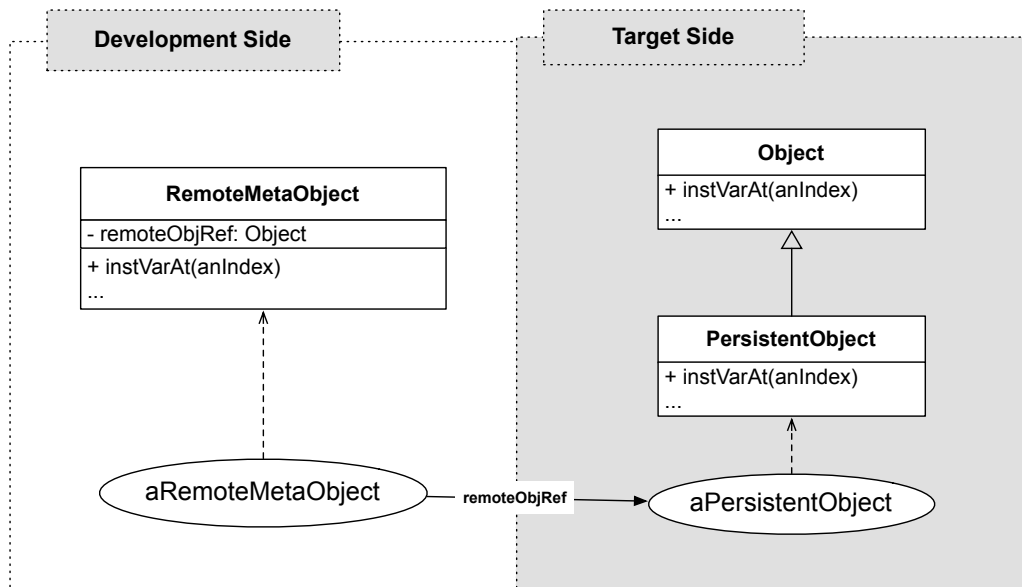 Development Side
Target Side
RemoteMetaObject
- remoteObjRef: Object
+ instVarAt(anIndex)
...
Object
+ instVarAt(anIndex)
...
PersistentObject
+ instVarAt(anIndex)
...
aRemoteMetaObject
remoteObjRef
aPersistentObject